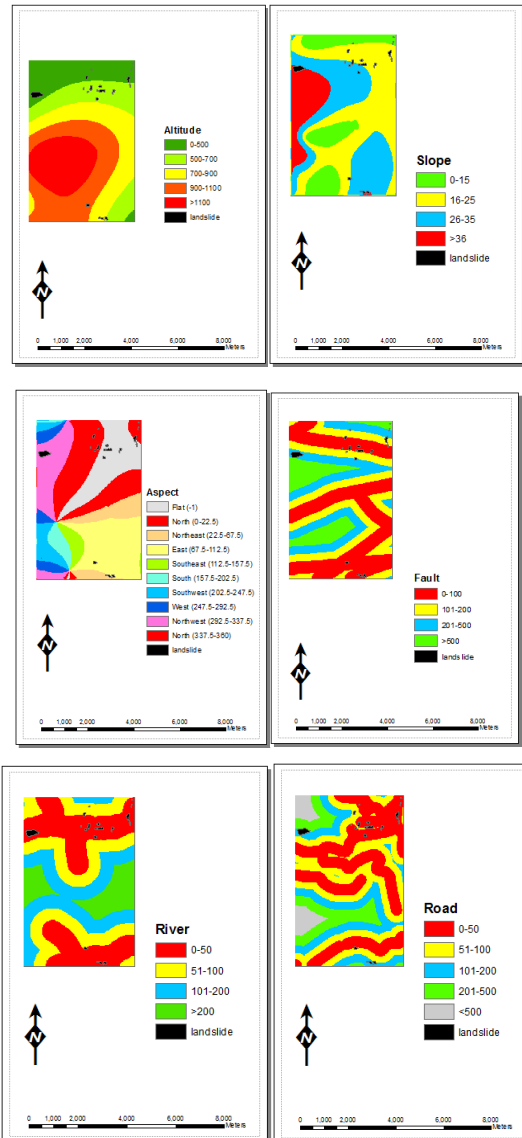 Altitude
0-500
500-700
700-900
900-1100
>1100
landslide
N
0 1,000 2,000 4,000 6,000 8,000
Meters
Slope
0-15
16-25
26-35
>36
landslide
N
0 1,000 2,000 4,000 6,000 8,000
Meters
Aspect
Flat (-1)
North (0-22.5)
Northeast (22.5-67.5)
East (67.5-112.5)
Southeast (112.5-157.5)
South (157.5-202.5)
Southwest (202.5-247.5)
West (247.5-292.5)
Northwest (292.5-337.5)
North (337.5-360)
landslide
N
0 1,000 2,000 4,000 6,000 8,000
Meters
Fault
0-100
101-200
201-500
>500
landslide
N
0 1,000 2,000 4,000 6,000 8,000
Meters
River
0-50
51-100
101-200
>200
landslide
N
0 1,000 2,000 4,000 6,000 8,000
Meters
Road
0-50
51-100
101-200
201-500
<500
landslide
N
0 1,000 2,000 4,000 6,000 8,000
Meters